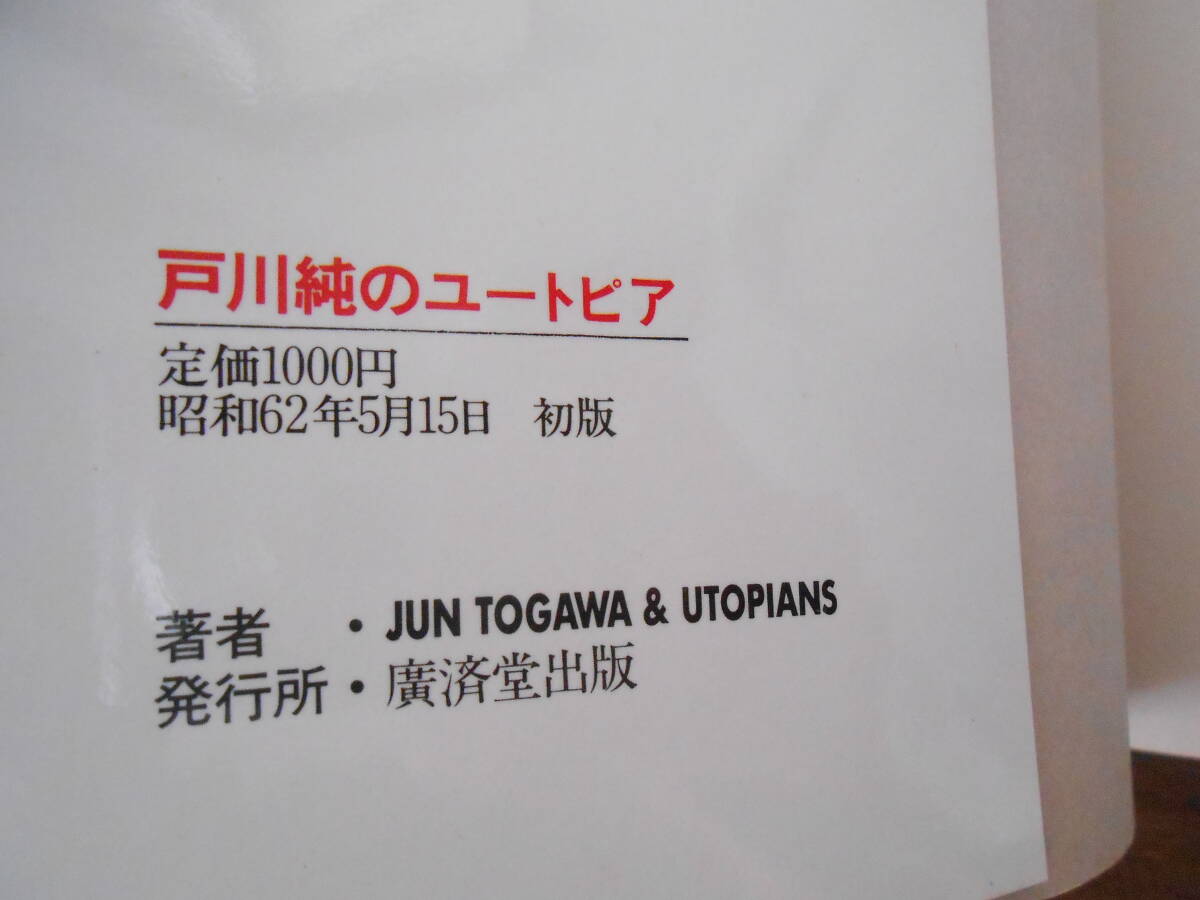 戸川純のユートピア
定価1000円
昭和62年5月15日　初版
著者　・JUN TOGAWA & UTOPIANS
発行所・廣済堂出版